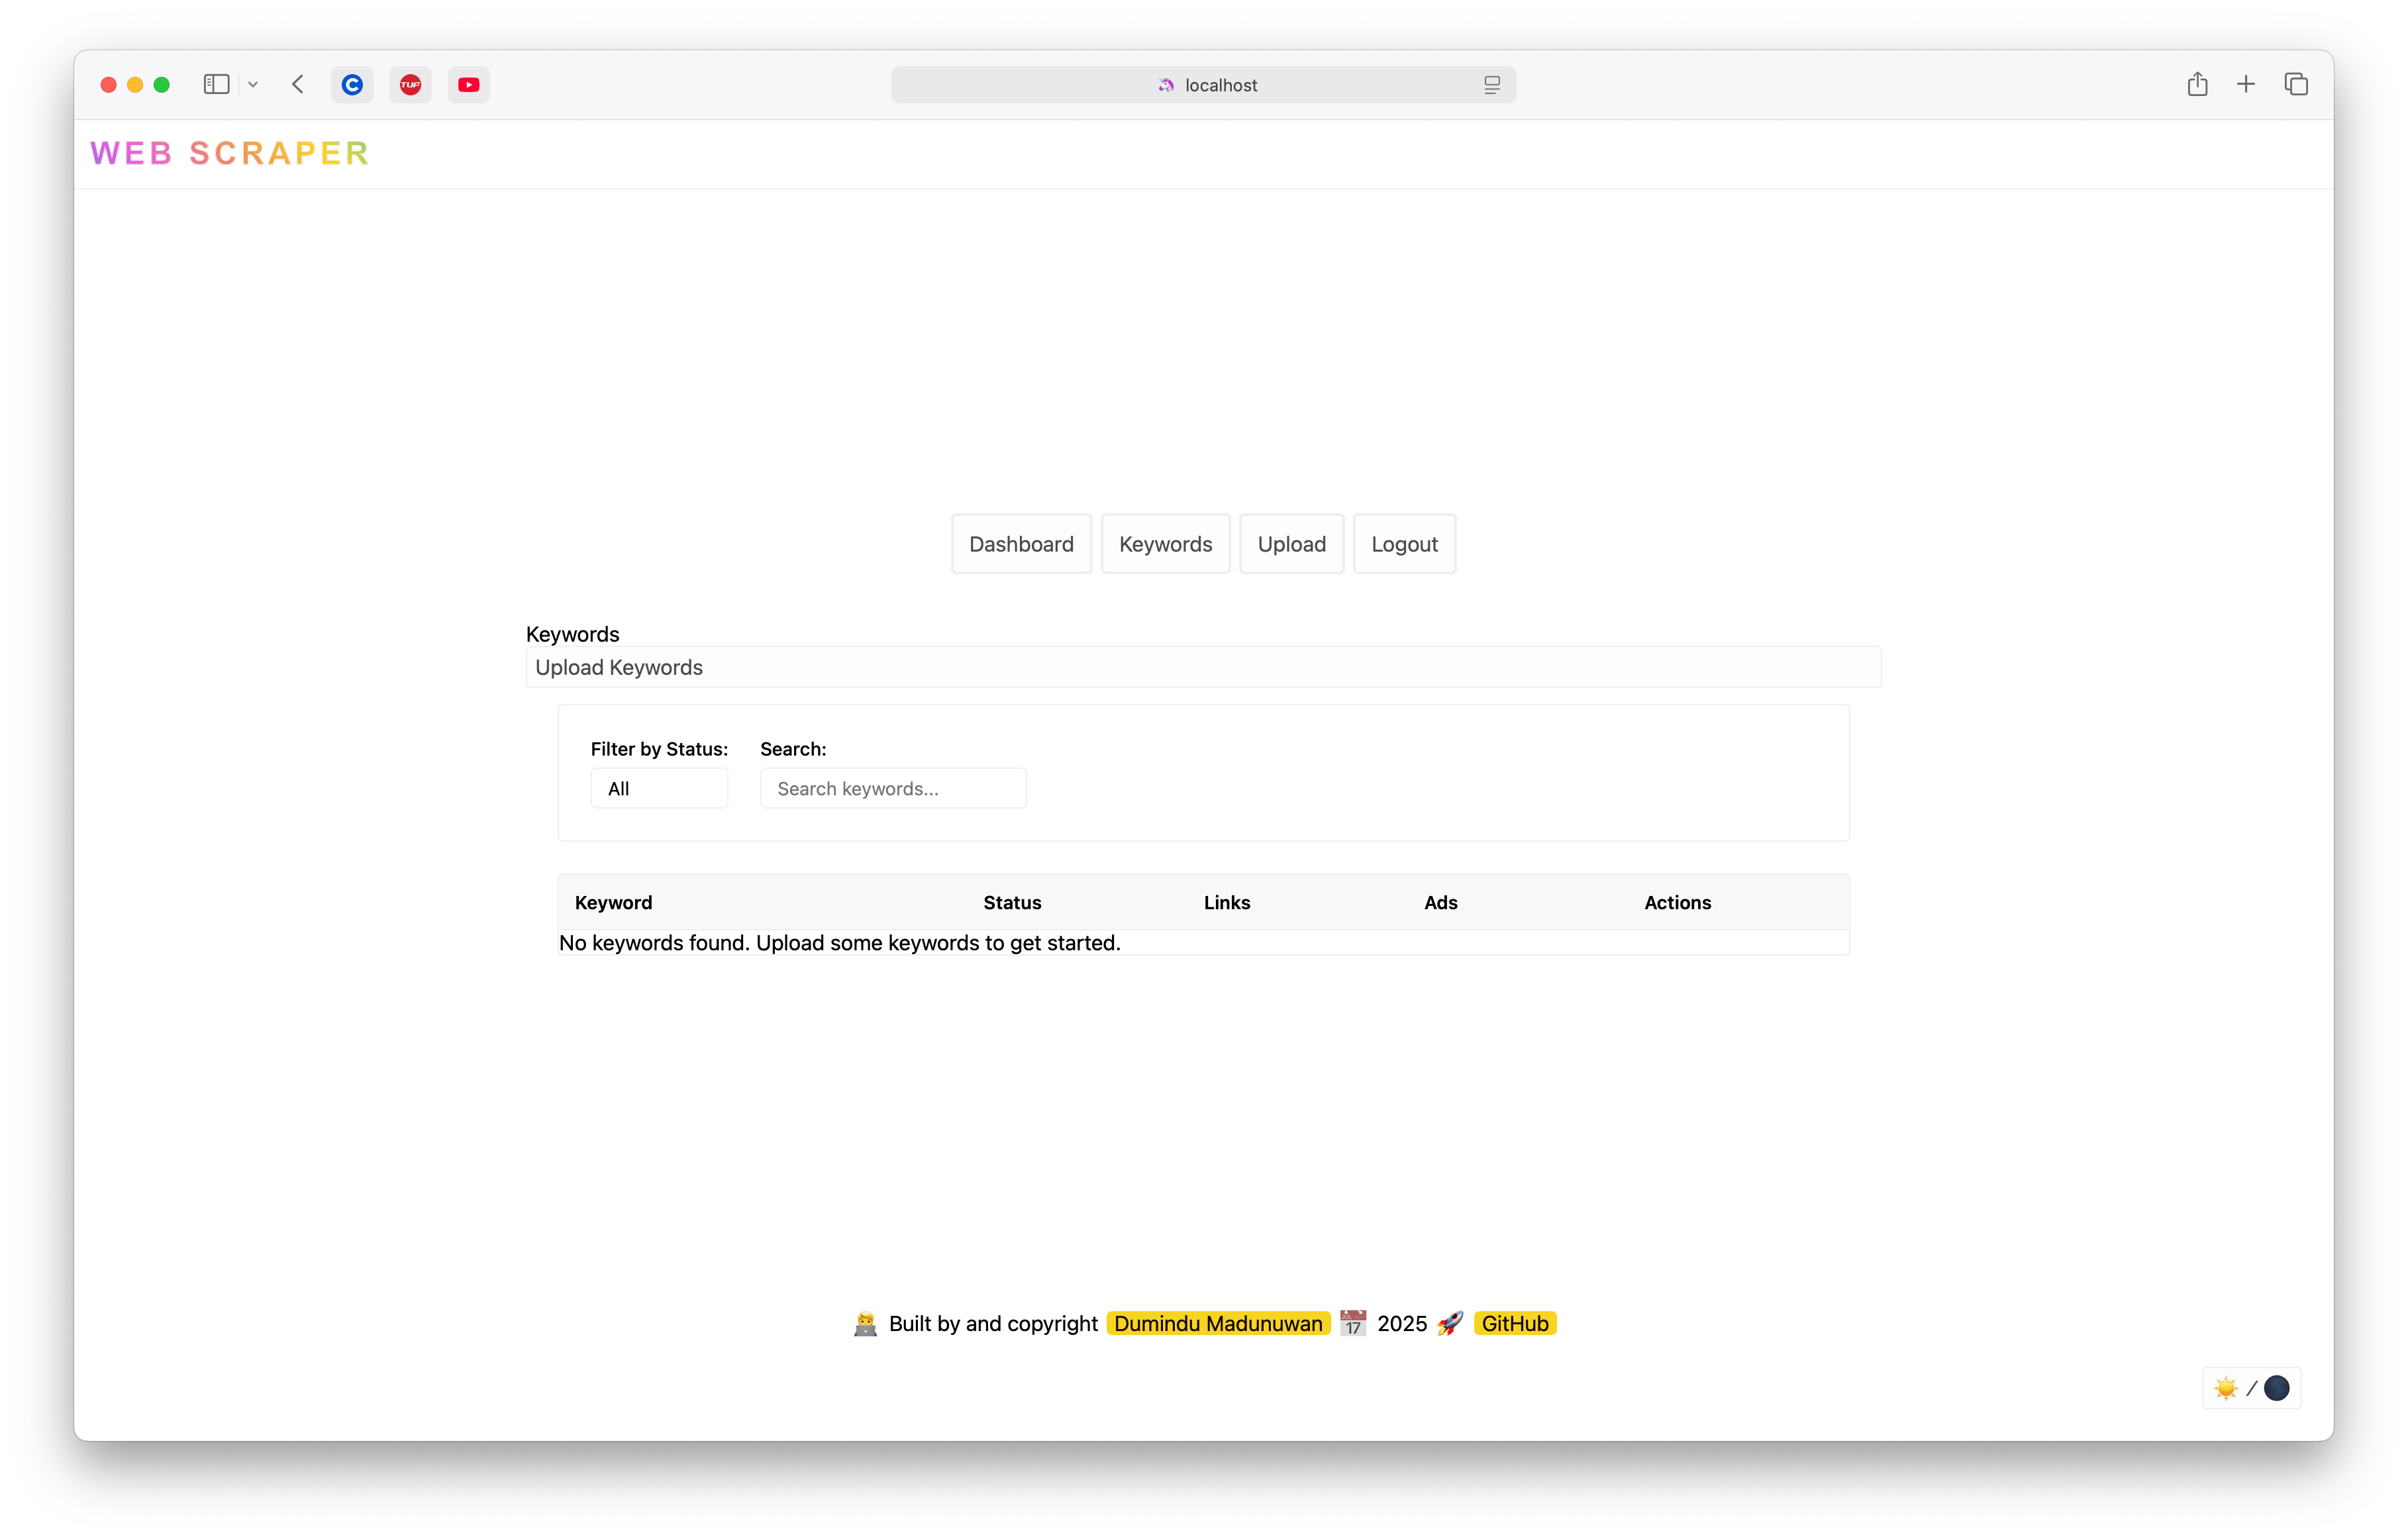 localhost
WEB SCRAPER
Dashboard Keywords Upload Logout
Keywords
Upload Keywords
Filter by Status: Search:
All Search keywords...
Keyword Status Links Ads Actions
No keywords found. Upload some keywords to get started.
Built by and copyright Dumindu Madunuwan 2025 GitHub
/